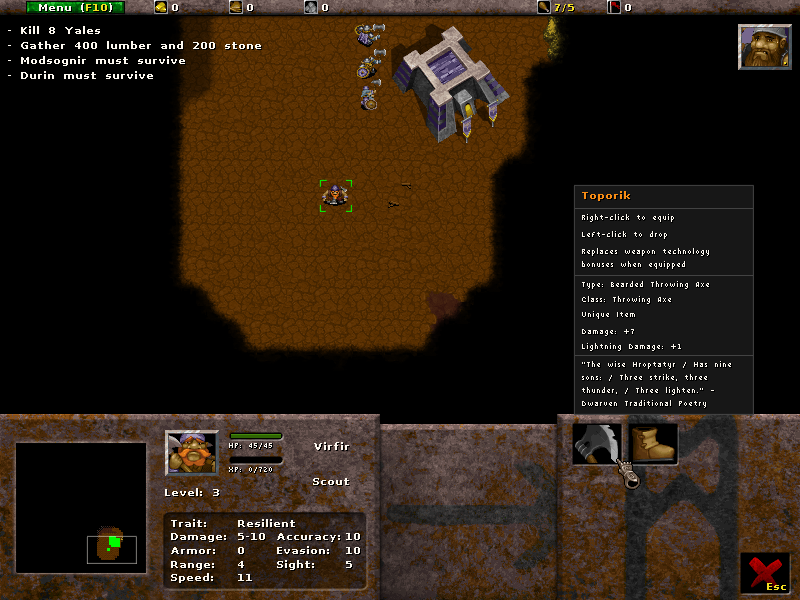 Menu (F10) 0 0 0 7/5 0
- Kill 8 Yales
- Gather 400 lumber and 200 stone
- Modsognir must survive
- Durin must survive
Toporik
Right-click to equip
Left-click to drop
Replaces weapon technology
bonuses when equipped
Type: Bearded Throwing Axe
Class: Throwing Axe
Unique Item
Damage: +7
Lightning Damage: +1
"The wise Hroptatyr / Has nine
sons: / Three strike, three
thunder, / Three lighten." -
Dwarven Traditional Poetry
HP: 45/45
XP: 0/720
Virfir
Scout
Level: 3
Trait: Resilient
Damage: 5-10 Accuracy: 10
Armor: 0 Evasion: 10
Range: 4 Sight: 5
Speed: 11
Esc